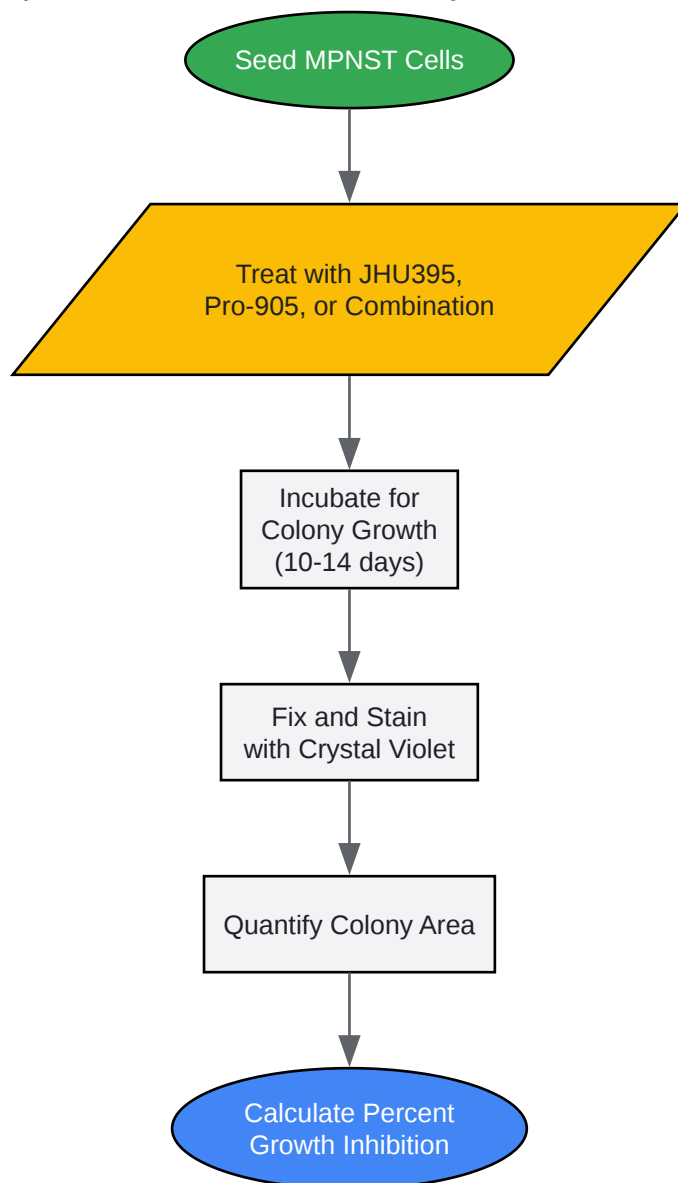 Seed MPNST Cells
Treat with JHU395,
Pro-905, or Combination
Incubate for
Colony Growth
(10-14 days)
Fix and Stain
with Crystal Violet
Quantify Colony Area
Calculate Percent
Growth Inhibition